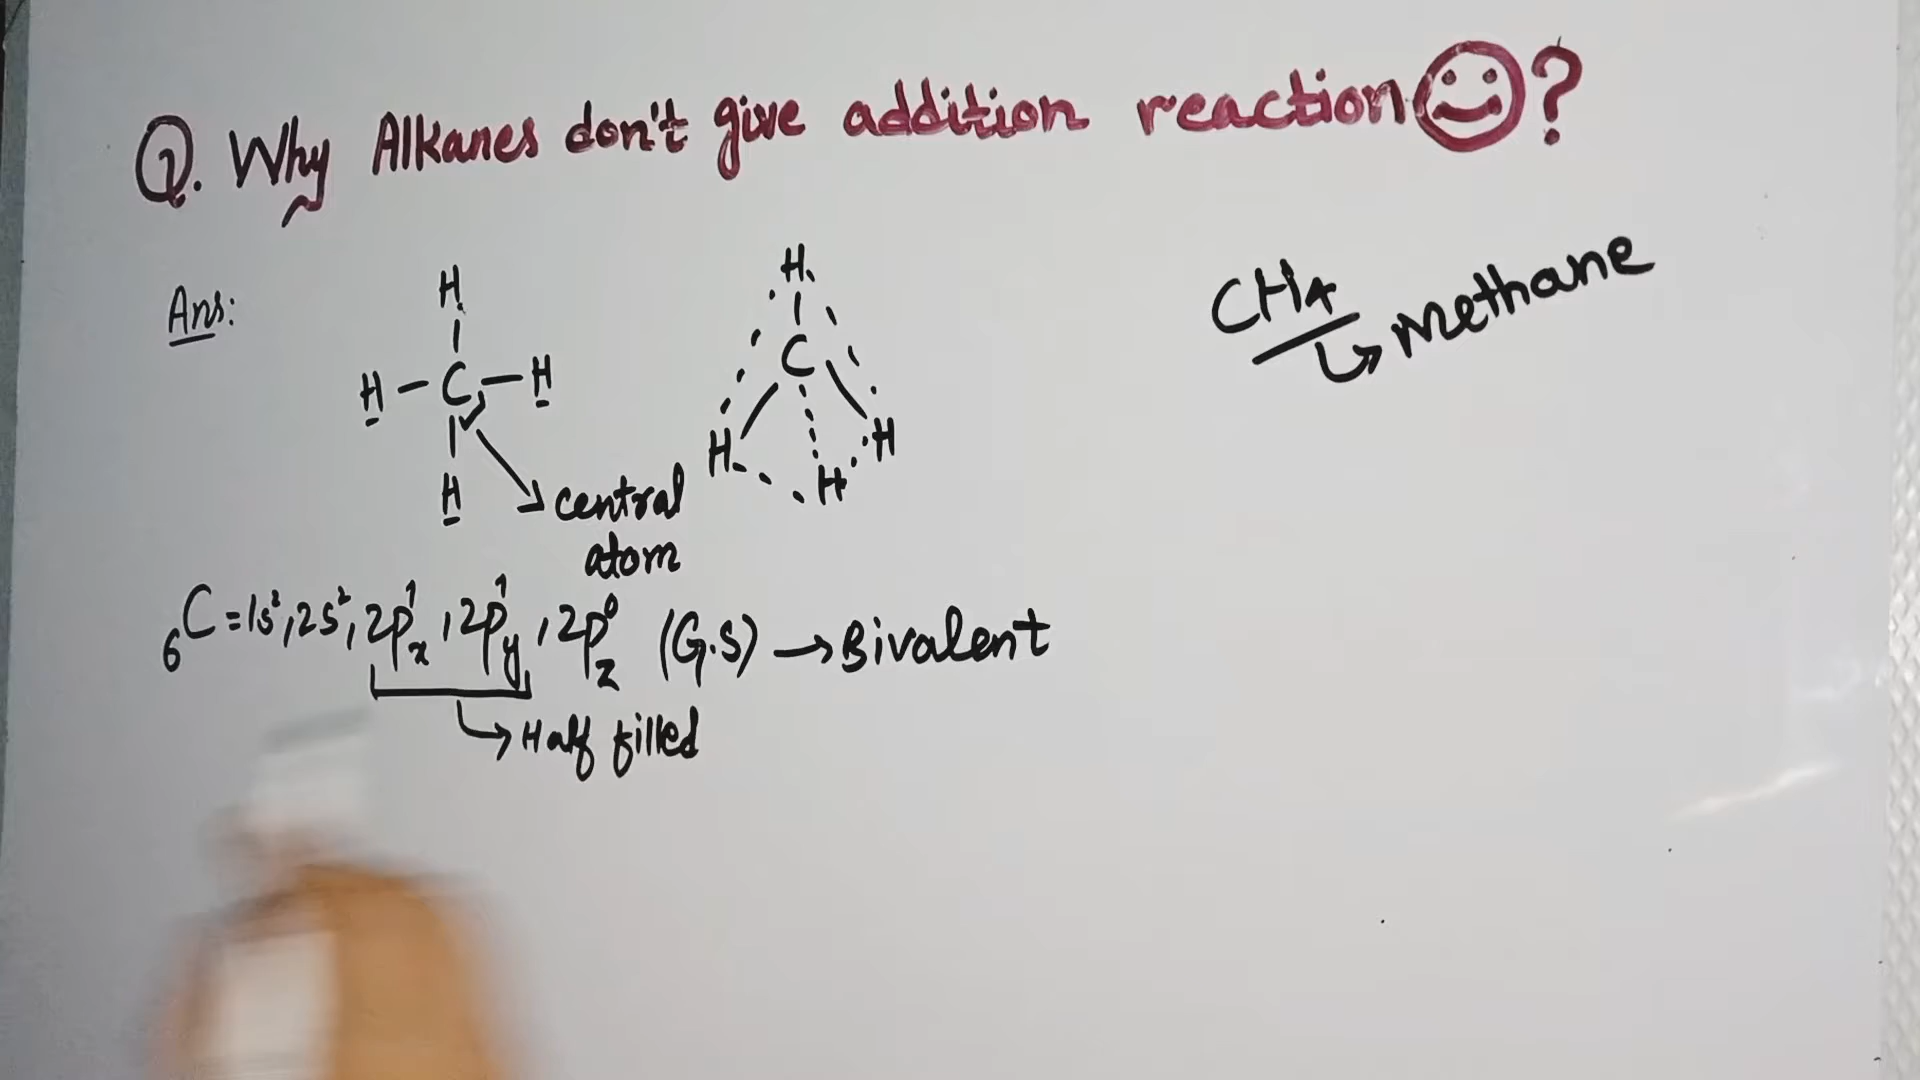 Q. Why Alkanes don't give addition reaction ?
Ans:
H
H - C - H
H
central
atom
H
C
H H H
CH4
Methane
6C = 1s², 2s², 2px¹, 2py¹, 2pz⁰ (G.S) → Bivalent
Half filled